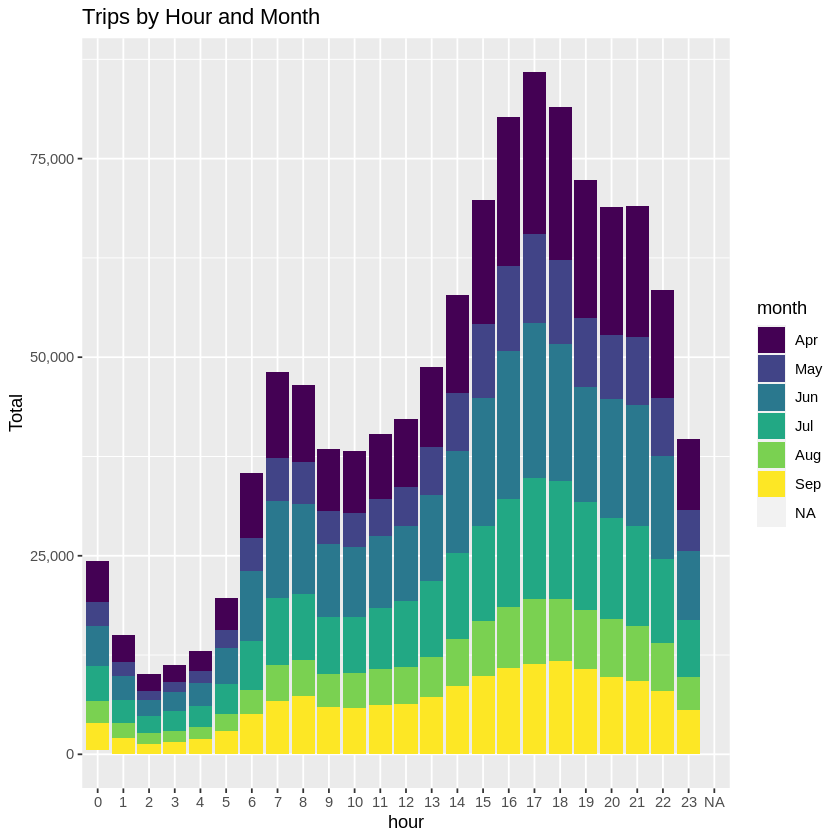 Trips by Hour and Month
Total
75,000
50,000
25,000
0
0 1 2 3 4 5 6 7 8 9 10 11 12 13 14 15 16 17 18 19 20 21 22 23 NA
hour
month
Apr
May
Jun
Jul
Aug
Sep
NA